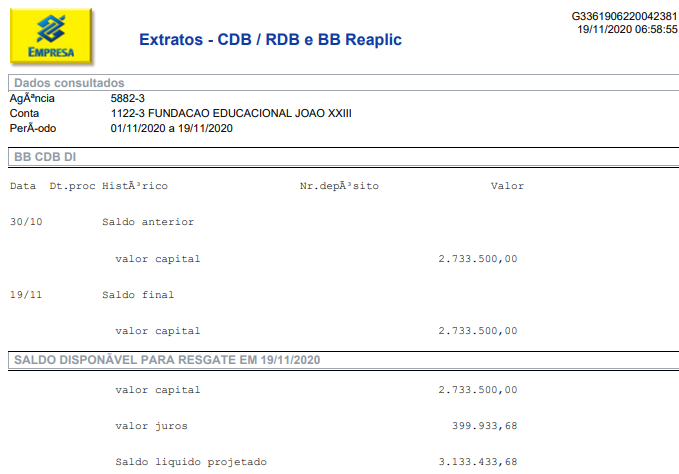 EMPRESA
Extratos - CDB / RDB e BB Reaplic
G3361906220042381
19/11/2020 06:58:55
Dados consultados
AgÃªncia 5882-3
Conta 1122-3 FUNDACAO EDUCACIONAL JOAO XXIII
PerÃ-odo 01/11/2020 a 19/11/2020
BB CDB DI
Data Dt.proc HistÃ³rico Nr.depÃ³sito Valor
30/10 Saldo anterior
valor capital 2.733.500,00
19/11 Saldo final
valor capital 2.733.500,00
SALDO DISPONÃVEL PARA RESGATE EM 19/11/2020
valor capital 2.733.500,00
valor juros 399.933,68
Saldo liquido projetado 3.133.433,68